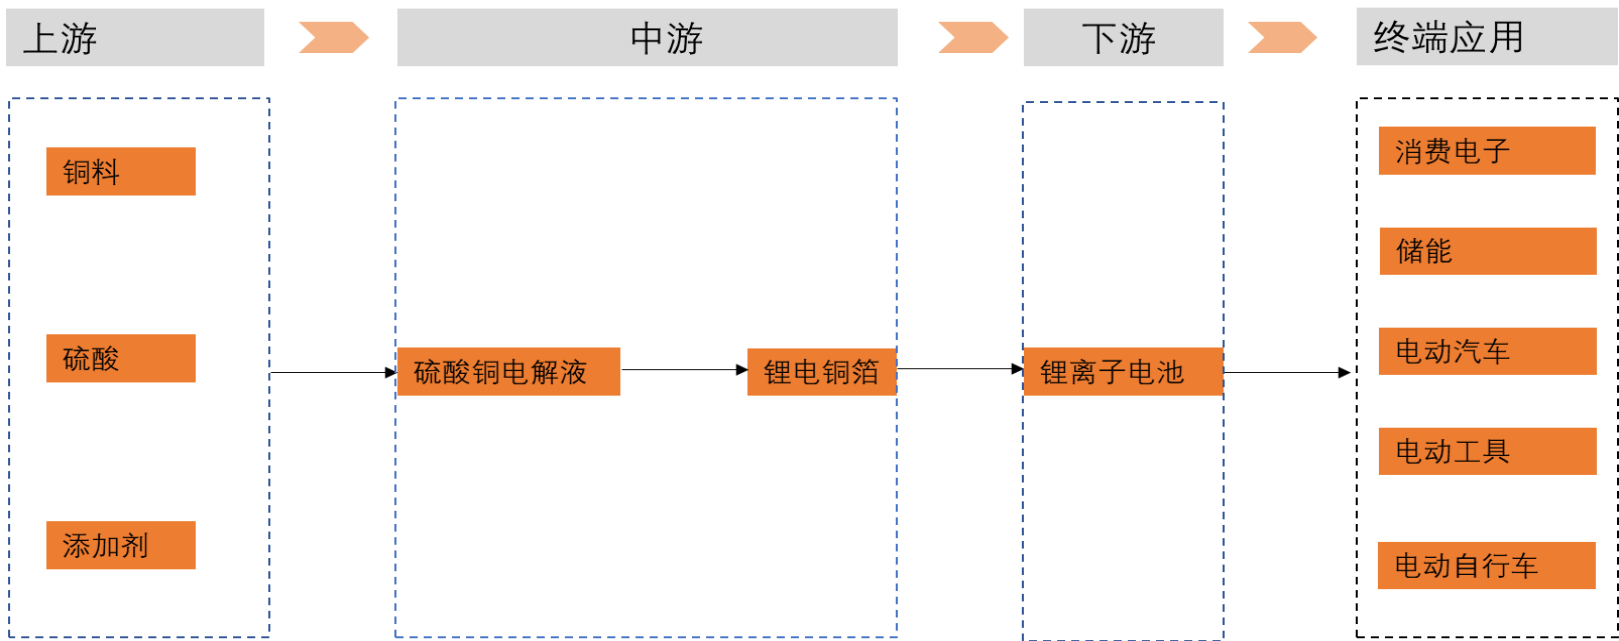 上游
中游
下游
终端应用
铜料
硫酸
添加剂
硫酸铜电解液
锂电铜箔
锂离子电池
消费电子
储能
电动汽车
电动工具
电动自行车